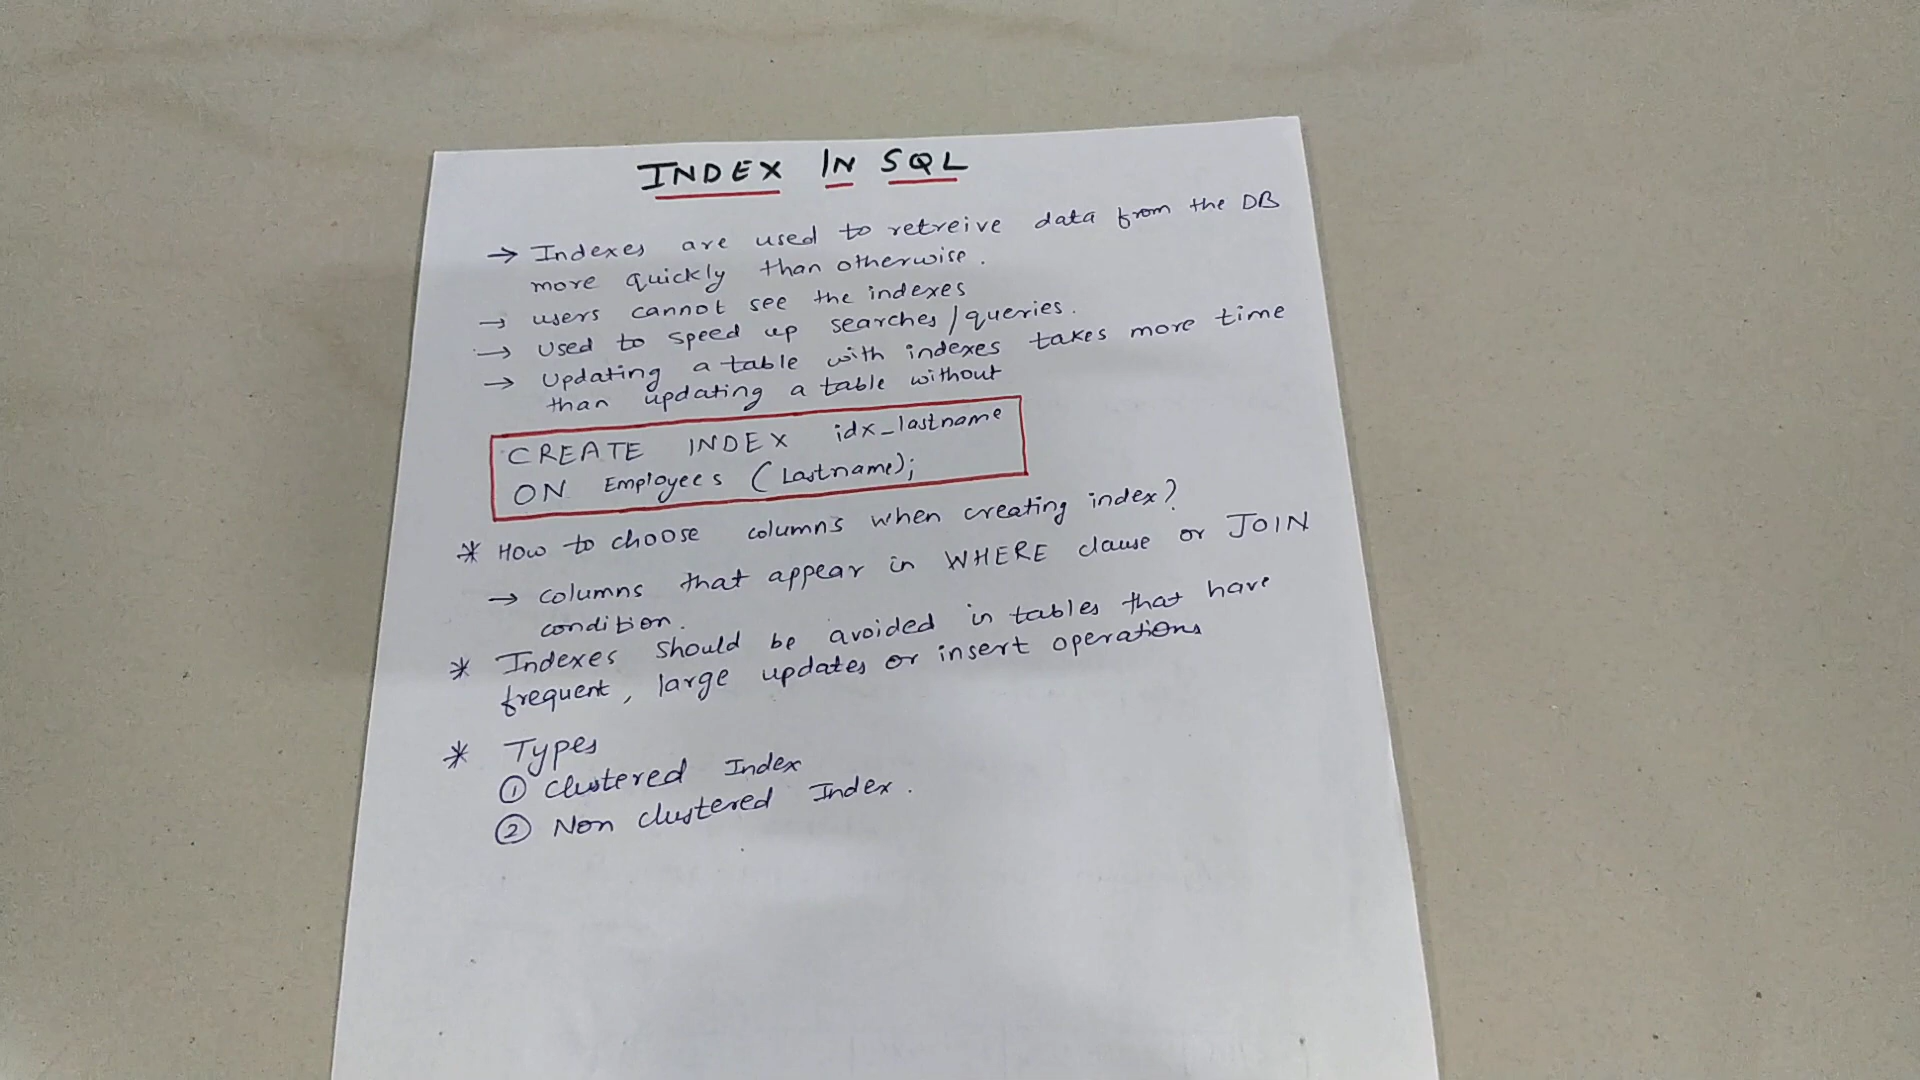 INDEX IN SQL
→ Indexes are used to retreive data from the DB
more quickly than otherwise.
→ users cannot see the indexes
→ Used to speed up searches/queries.
→ Updating a table with indexes takes more time
than updating a table without
CREATE INDEX idx_lastname
ON Employees (Lastname);
* How to choose columns when creating index?
→ columns that appear in WHERE clause or JOIN
condition.
* Indexes should be avoided in tables that have
frequent, large updates or insert operations
* Types
① Clustered Index
② Non clustered Index.